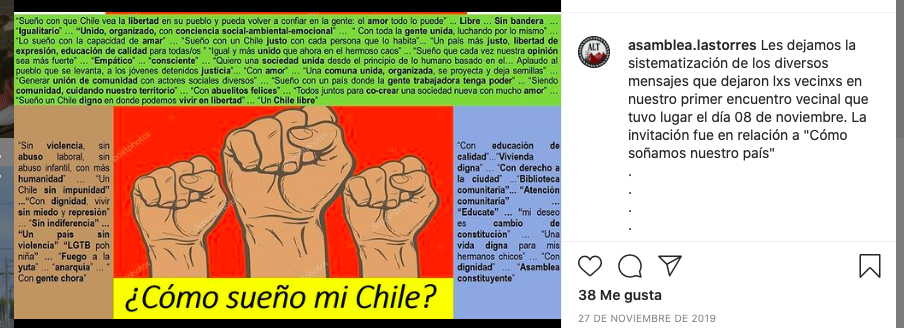 “Sueño con que Chile vea la libertad en su pueblo y pueda volver a confiar en la gente: el amor todo lo puede” ... Libre ... Sin bandera ...
“Igualitario” ... “Unido, organizado, con conciencia social-ambiental-emocional” ... “ Con toda la gente unida, luchando por lo mismo” ...
“Lo sueño con la capacidad de amar” “Sueño con un Chile justo con cada persona que lo habita”... “Un país más justo, libertad de
expresión, educación de calidad para todas/os ” “Igual y más unido que ahora en el hermoso caos” .. “Sueño que cada vez nuestra opinión
sea más fuerte” ... “Empático” ... “consciente” ... “Quiero una sociedad unida desde el principio de lo humano basado en el... Aplaudo al
pueblo que se levanta, a los jóvenes detenidos justicia”... “Con amor” ... “Una comuna unida, organizada, se proyecta y deja semillas” ...
“Generar unión de comunidad con actores sociales diversos” ... “Sueño con un país donde la gente trabajadora tenga poder” ... “Siendo
comunidad, cuidando nuestro territorio” .. “Con abuelitos felices” ... “Todos juntos para co-crear una sociedad nueva con mucho amor” ...
“Sueño un Chile digno en donde podemos vivir en libertad” ... “Un Chile libre”
“Sin violencia, sin
abuso laboral, sin
abuso infantil, con más
humanidad” ... “Un
Chile sin impunidad”
...“Con dignidad, vivir
sin miedo y represión”
... “Sin indiferencia” ...
“Un país sin
violencia” “LGTB poh
niña” ... “Fuego a la
yuta” ... “anarquia” ... “
Con gente chora”
“Con educación de
calidad”...“Vivienda
digna” ... “Con derecho a
la ciudad” ...“Biblioteca
comunitaria”... “Atención
comunitaria” ...
“Educate” ... “mi deseo
es cambio de
constitución” ... “Una
vida digna para mis
hermanos chicos” ... “Con
dignidad” ... “Asamblea
constituyente”
¿Cómo sueño mi Chile?
depositphotos
ALT
asamblea.lastorres Les dejamos la
sistematización de los diversos
mensajes que dejaron lxs vecinxs en
nuestro primer encuentro vecinal que
tuvo lugar el día 08 de noviembre. La
invitación fue en relación a "Cómo
soñamos nuestro país"
.
.
.
.
38 Me gusta
27 DE NOVIEMBRE DE 2019